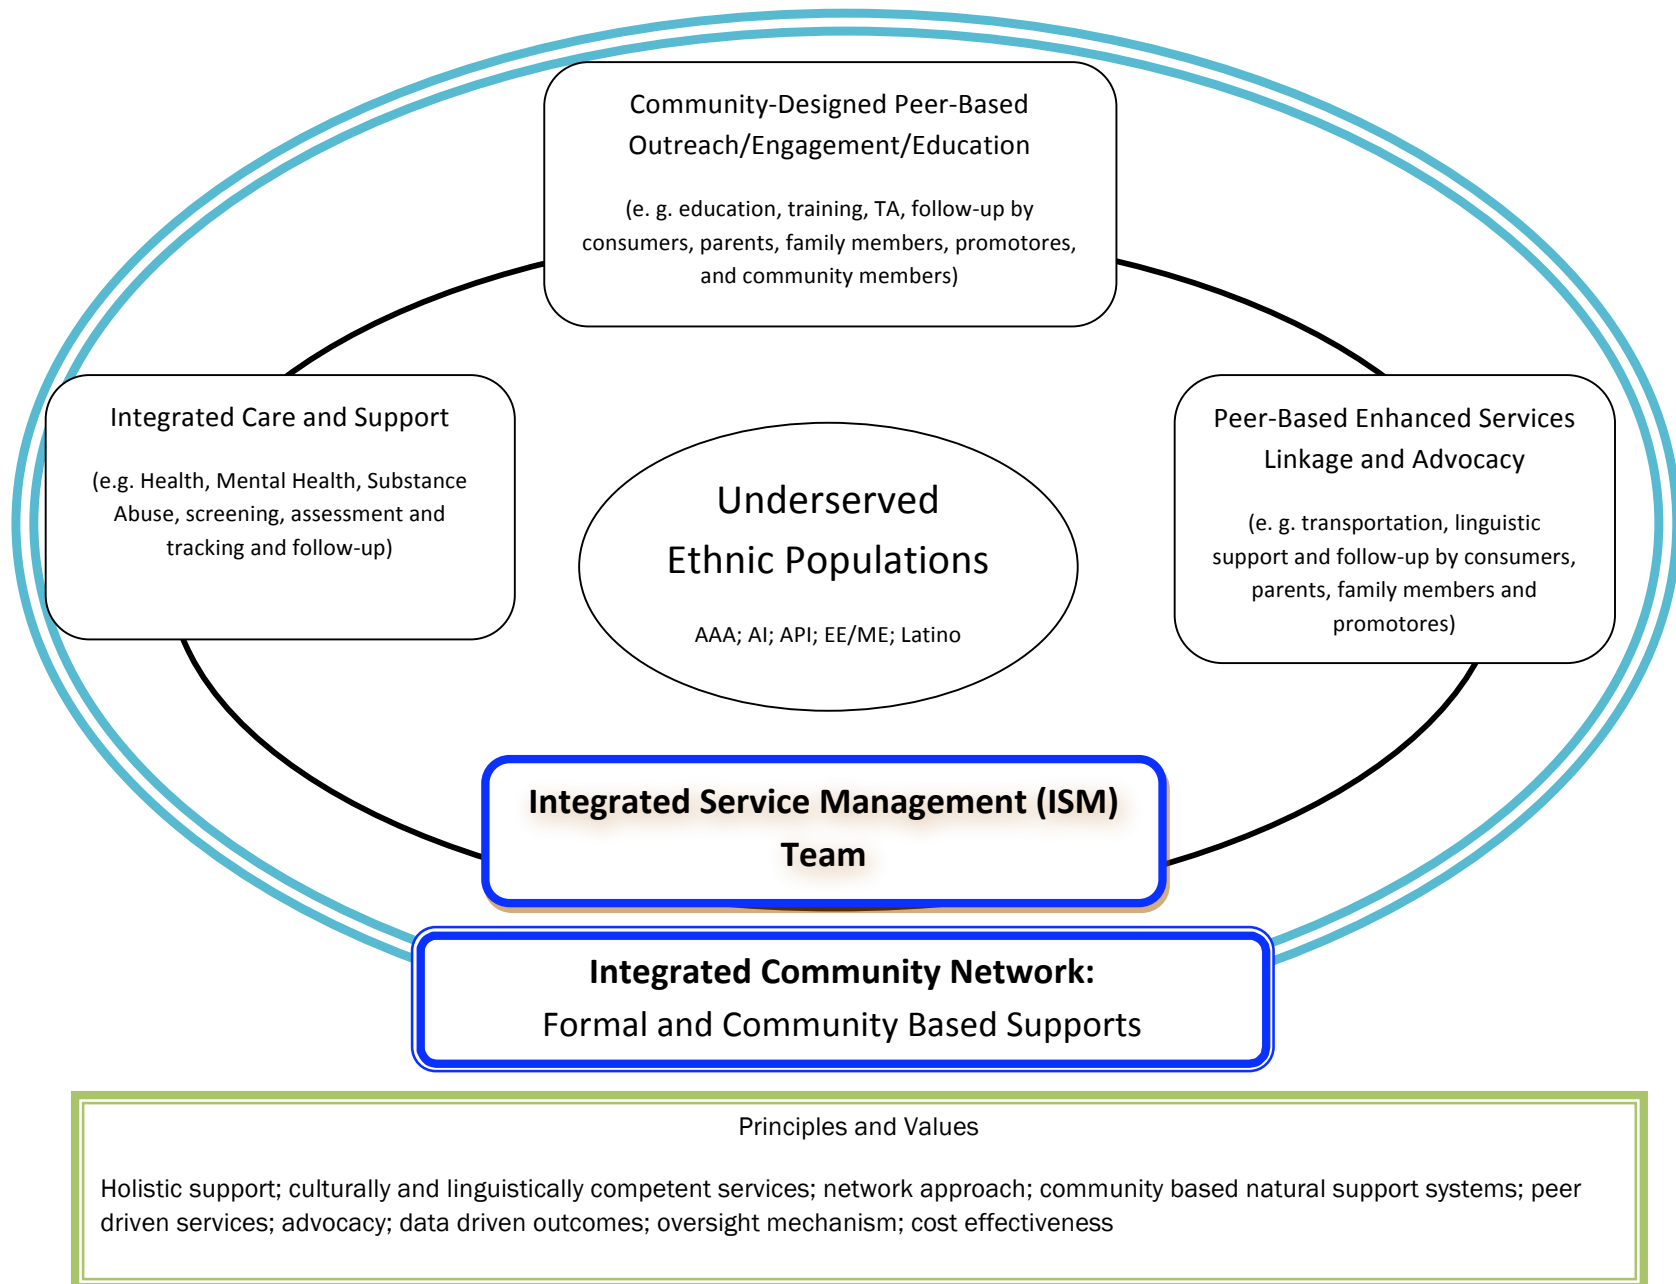 Community-Designed Peer-Based
Outreach/Engagement/Education
(e. g. education, training, TA, follow-up by
consumers, parents, family members, promotores,
and community members)
Integrated Care and Support
(e.g. Health, Mental Health, Substance
Abuse, screening, assessment and
tracking and follow-up)
Underserved
Ethnic Populations
AAA; AI; API; EE/ME; Latino
Peer-Based Enhanced Services
Linkage and Advocacy
(e. g. transportation, linguistic
support and follow-up by consumers,
parents, family members and
promotores)
Integrated Service Management (ISM)
Team
Integrated Community Network:
Formal and Community Based Supports
Principles and Values
Holistic support; culturally and linguistically competent services; network approach; community based natural support systems; peer
driven services; advocacy; data driven outcomes; oversight mechanism; cost effectiveness